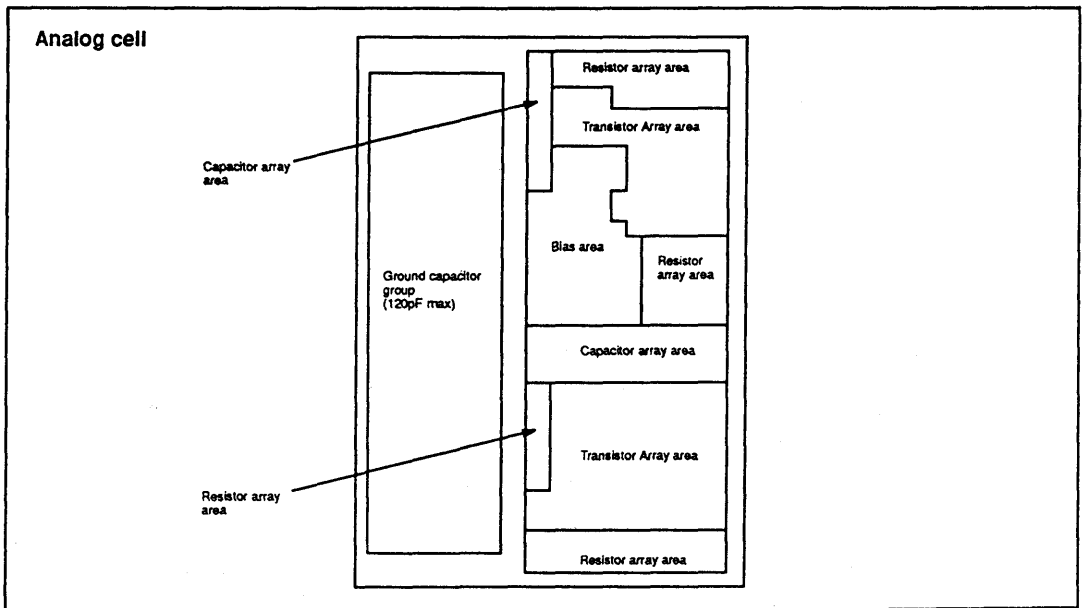 Analog cell
Resistor array area
Transistor Array area
Capacitor array
area
Bias area
Resistor
array area
Ground capacitor
group
(120pF max)
Capacitor array area
Transistor Array area
Resistor array
area
Resistor array area